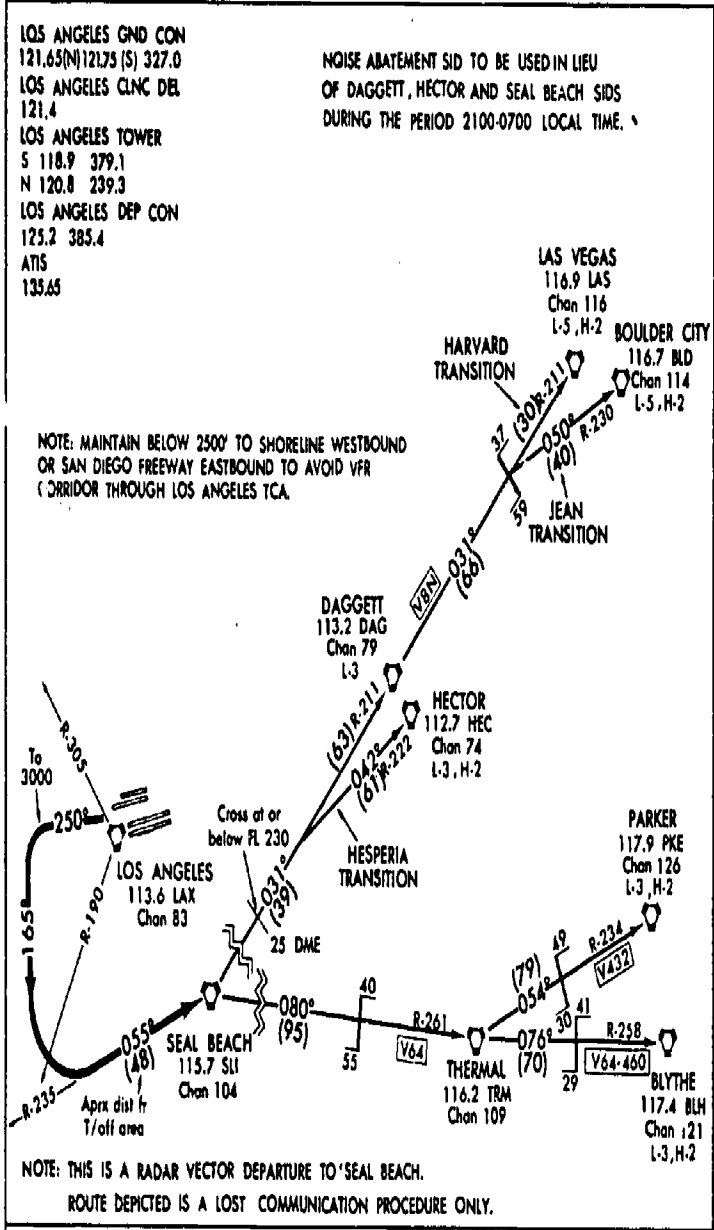 LOS ANGELES GND CON
121.65(N)121.75 (S) 327.0
LOS ANGELES CLNC DEL
121.4
LOS ANGELES TOWER
S 118.9 379.1
N 120.8 239.3
LOS ANGELES DEP CON
125.2 385.4
ATIS
135.65
NOISE ABATEMENT SID TO BE USED IN LIEU
OF DAGGETT, HECTOR AND SEAL BEACH SIDS
DURING THE PERIOD 2100-0700 LOCAL TIME.
LAS VEGAS
116.9 LAS
Chan 116
L-5, H-2
BOULDER CITY
116.7 BLD
Chan 114
L-5, H-2
HARVARD
TRANSITION
R-211
(30)
37
050°
(40)
R-230
59
JEAN
TRANSITION
NOTE: MAINTAIN BELOW 2500' TO SHORELINE WESTBOUND
OR SAN DIEGO FREEWAY EASTBOUND TO AVOID VFR
CORRIDOR THROUGH LOS ANGELES TCA.
V8N
031°
(66)
DAGGETT
113.2 DAG
Chan 79
L-3
HECTOR
112.7 HEC
Chan 74
L-3, H-2
(63)
R-211
042°
(61)
R-222
HESPERIA
TRANSITION
R-305
To
3000
250°
LOS ANGELES
113.6 LAX
Chan 83
R-190
165°
Cross at or
below FL 230
031°
(39)
25 DME
PARKER
117.9 PKE
Chan 126
L-3, H-2
R-234
V432
49
(79)
054°
30
055°
(48)
SEAL BEACH
115.7 SLI
Chan 104
080°
(95)
40
55
R-261
V64
THERMAL
116.2 TRM
Chan 109
076°
(70)
41
29
R-258
V64-460
BLYTHE
117.4 BLH
Chan 121
L-3, H-2
R-235
Aprx dist fr
T/off area
NOTE: THIS IS A RADAR VECTOR DEPARTURE TO SEAL BEACH.
ROUTE DEPICTED IS A LOST COMMUNICATION PROCEDURE ONLY.